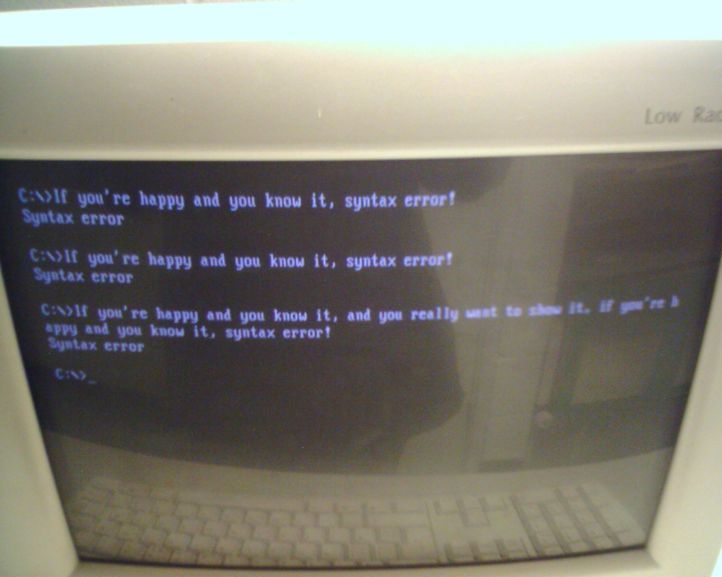 Low
C:\>If you're happy and you know it, syntax error!
Syntax error
C:\>If you're happy and you know it, syntax error!
Syntax error
C:\>If you're happy and you know it, and you really want to show it. if you're h
appy and you know it, syntax error!
Syntax error
C:\>_